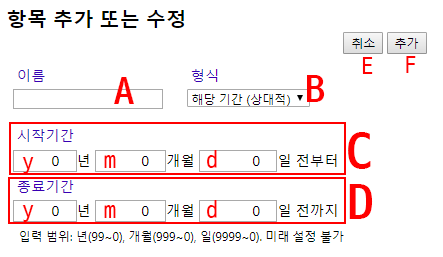 항목 추가 또는 수정
취소 추가
E F
이름 형식
A 해당 기간 (상대적) B
시작기간
y 0 년 m 0 개월 d 0 일 전부터 C
종료기간
y 0 년 m 0 개월 d 0 일 전까지 D
입력 범위: 년(99~0), 개월(999~0), 일(9999~0). 미래 설정 불가